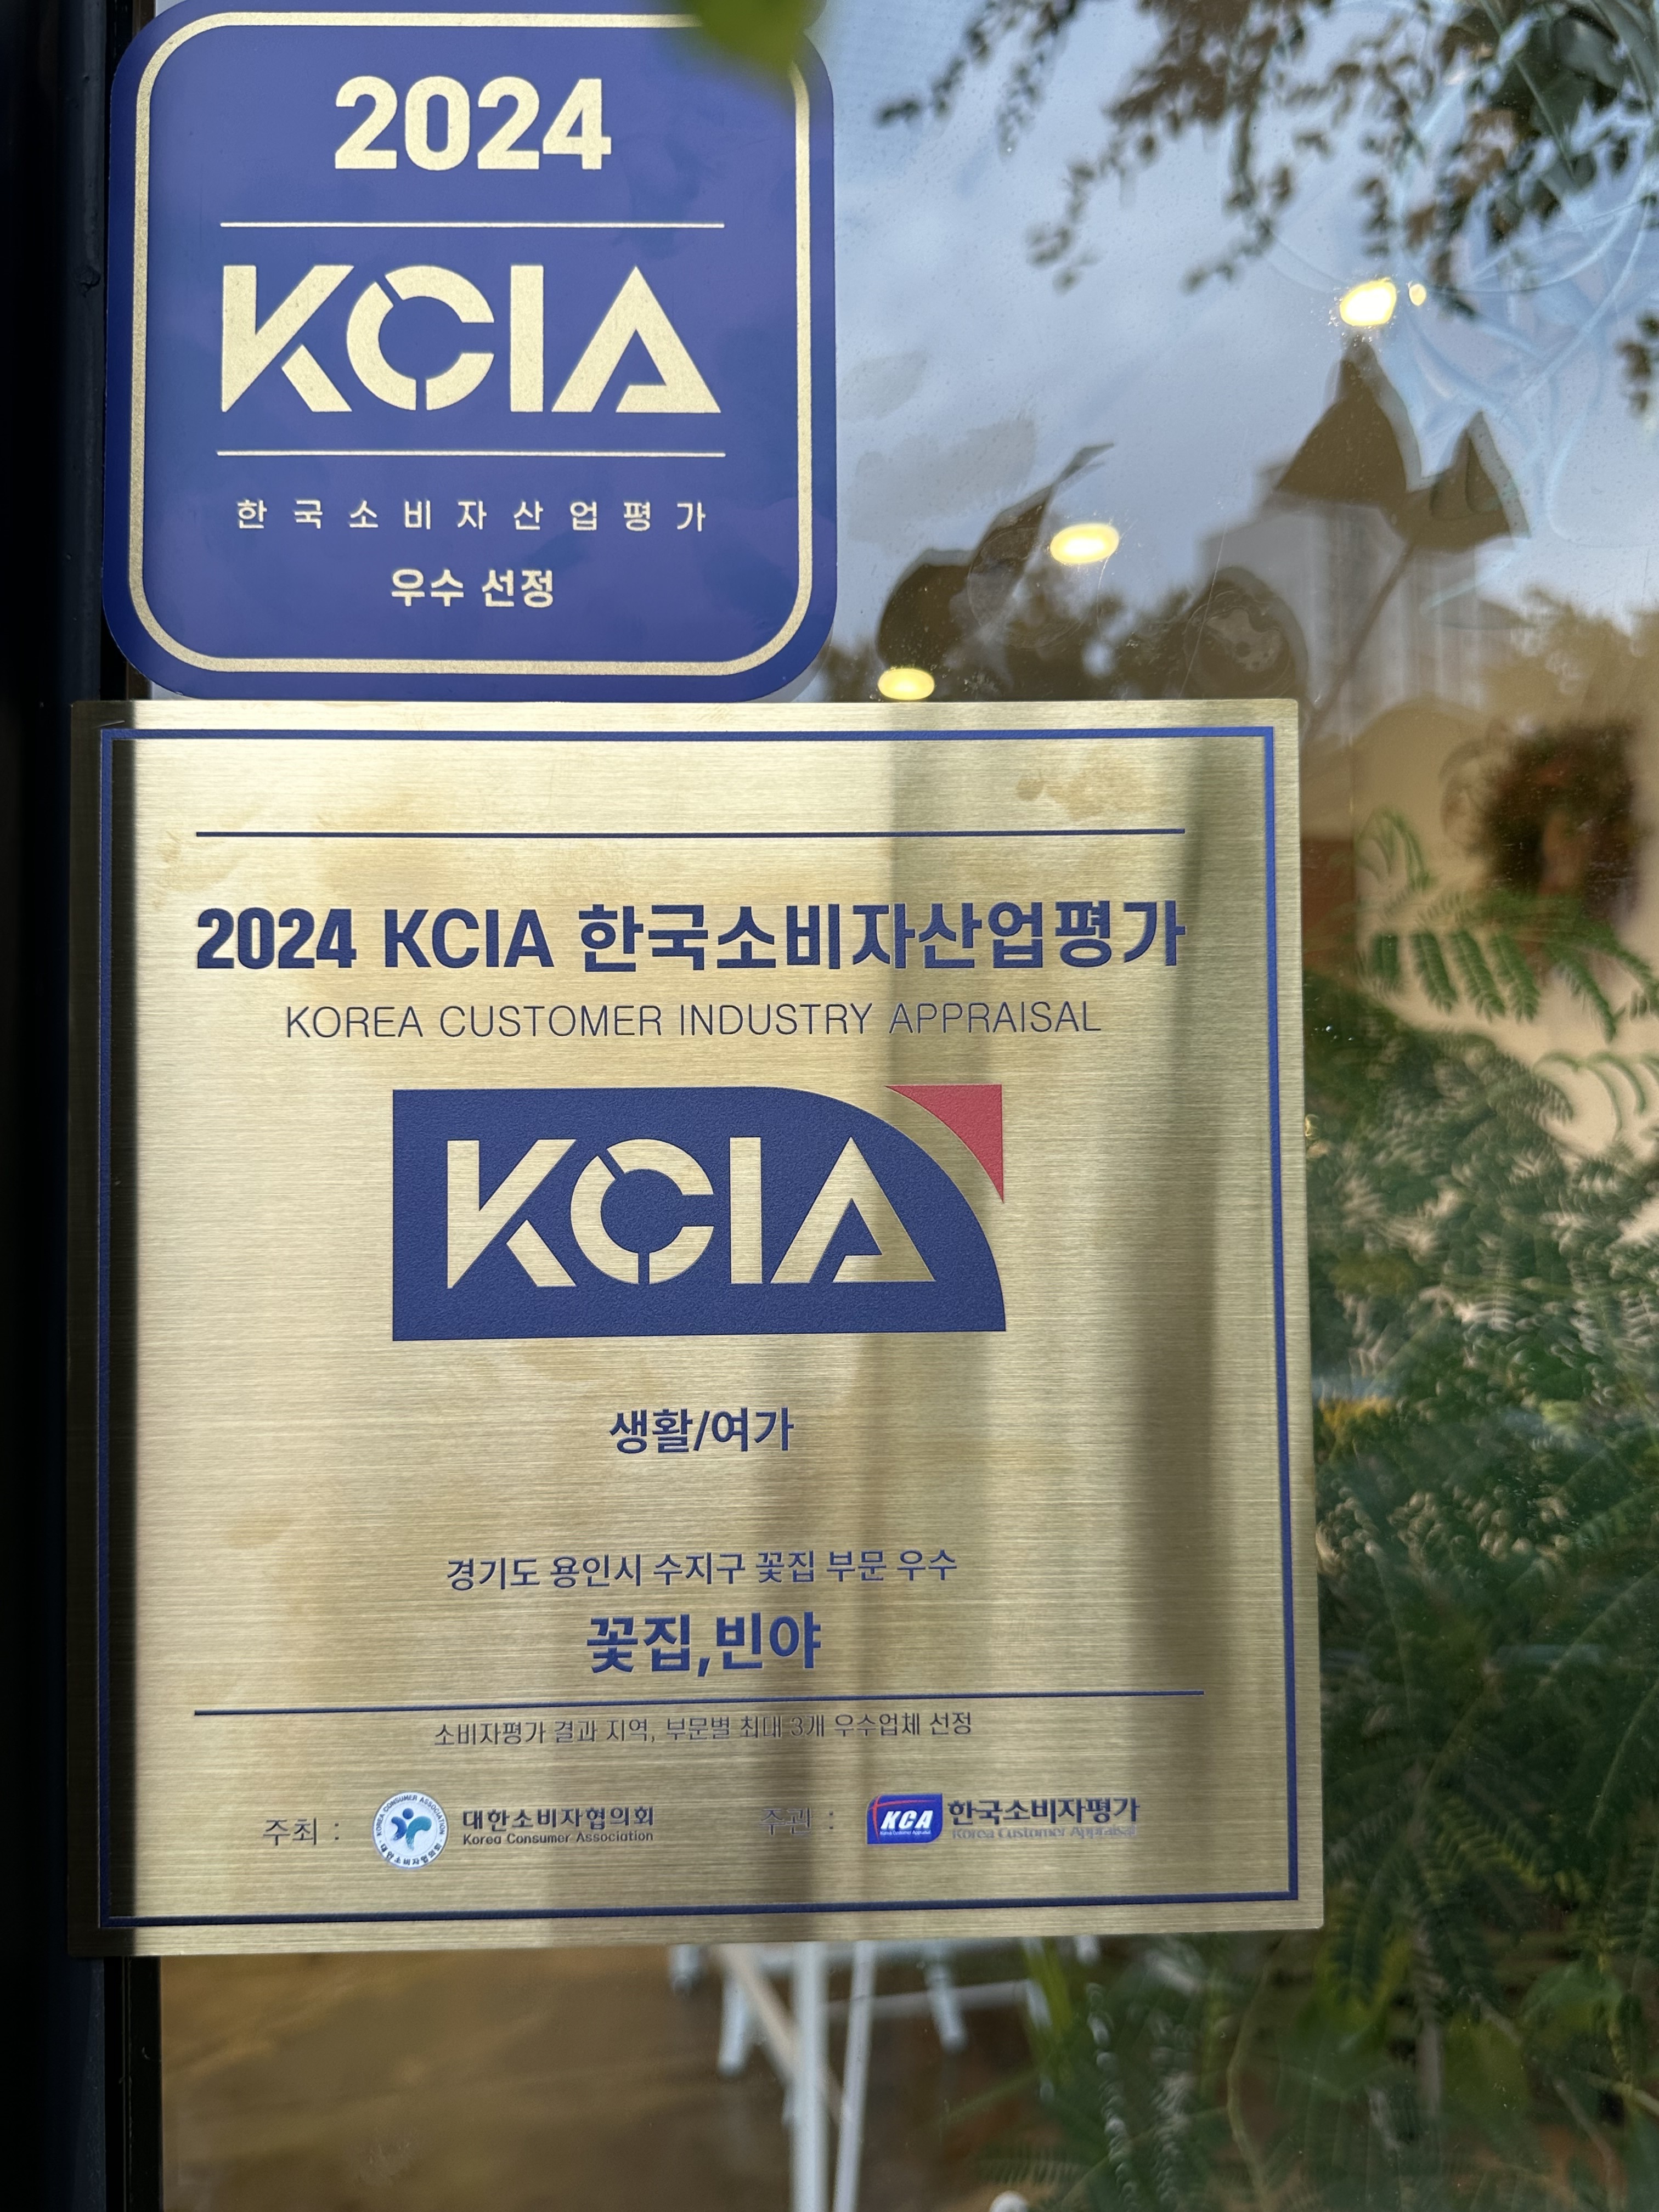 2024
KCIA
한국소비자산업평가
우수 선정
2024 KCIA 한국소비자산업평가
KOREA CUSTOMER INDUSTRY APPRAISAL
KCIA
생활/여가
경기도 용인시 수지구 꽃집 부문 우수
꽃집,빈야
소비자평가 결과 지역, 부문별 최대 3개 우수업체 선정
주최 : 대한소비자협의회 주관 : KCA 한국소비자평가
Korea Consumer Association Korea Customer Appraisal